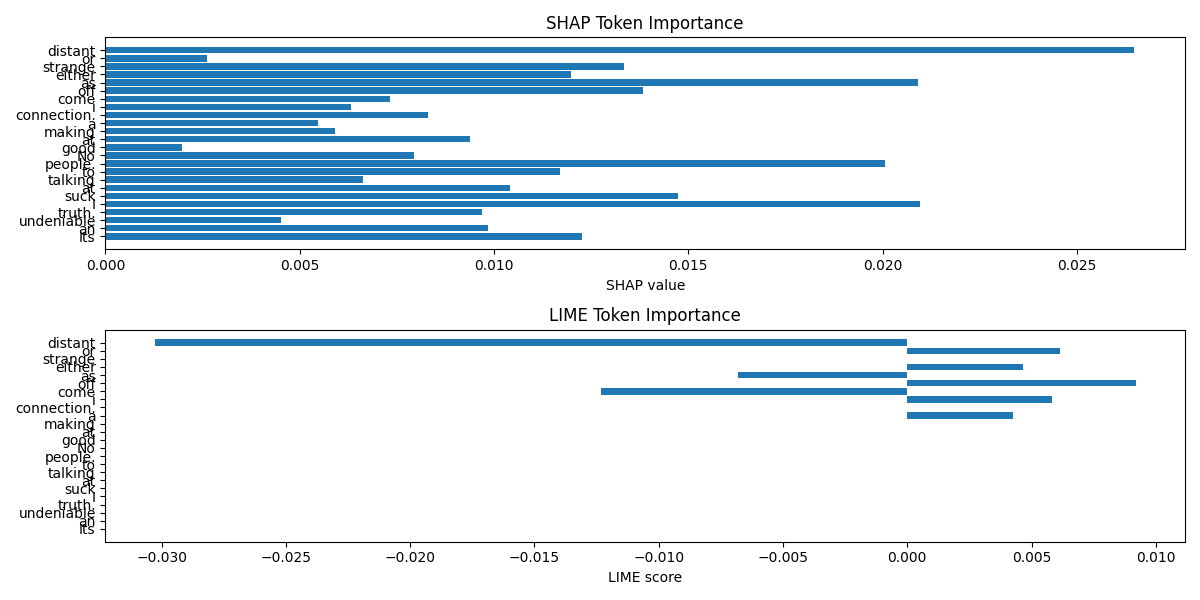 SHAP Token Importance
distant
or
strange
either
as
off
come
I
connection.
a
making
at
good
No
people.
to
talking
at
suck
I
truth.
undeniable
an
Its
0.000 0.005 0.010 0.015 0.020 0.025
SHAP value
LIME Token Importance
distant
or
strange
either
as
off
come
I
connection.
a
making
at
good
No
people.
to
talking
at
suck
I
truth.
undeniable
an
Its
−0.030 −0.025 −0.020 −0.015 −0.010 −0.005 0.000 0.005 0.010
LIME score